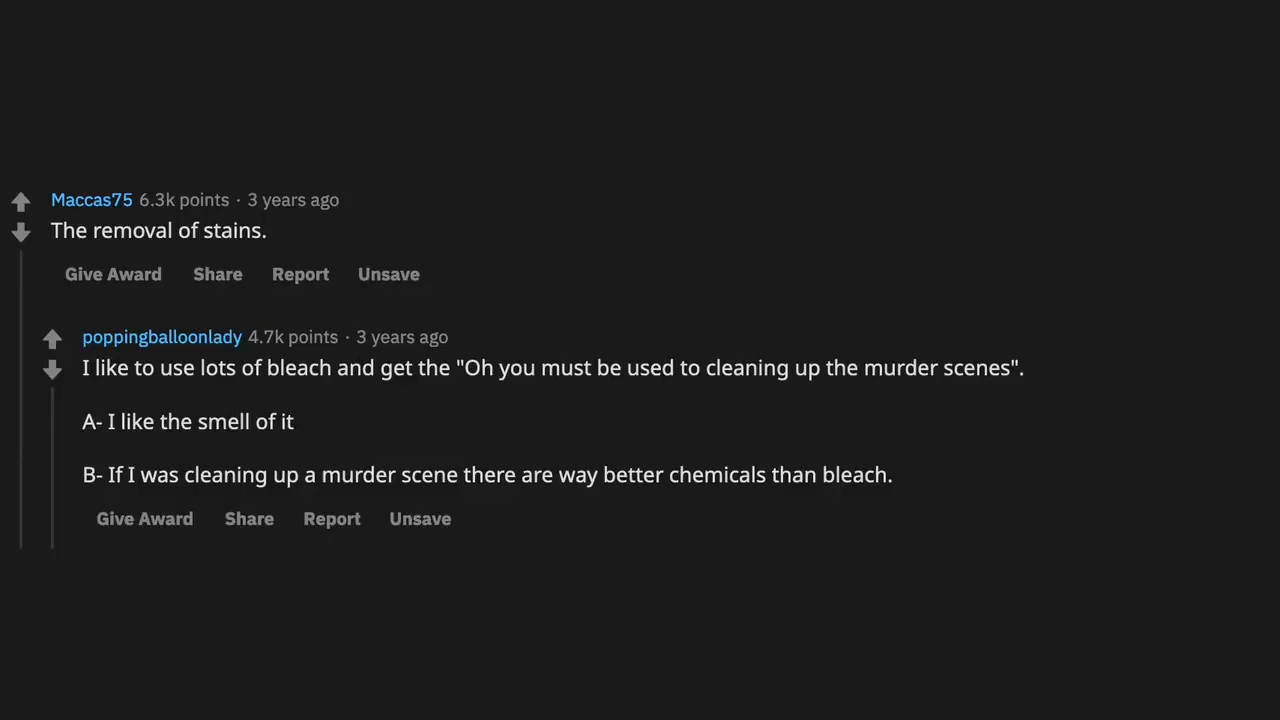 Maccas75 6.3k points · 3 years ago
The removal of stains.
Give Award Share Report Unsave
poppingballoonlady 4.7k points · 3 years ago
I like to use lots of bleach and get the "Oh you must be used to cleaning up the murder scenes".
A- I like the smell of it
B- If I was cleaning up a murder scene there are way better chemicals than bleach.
Give Award Share Report Unsave